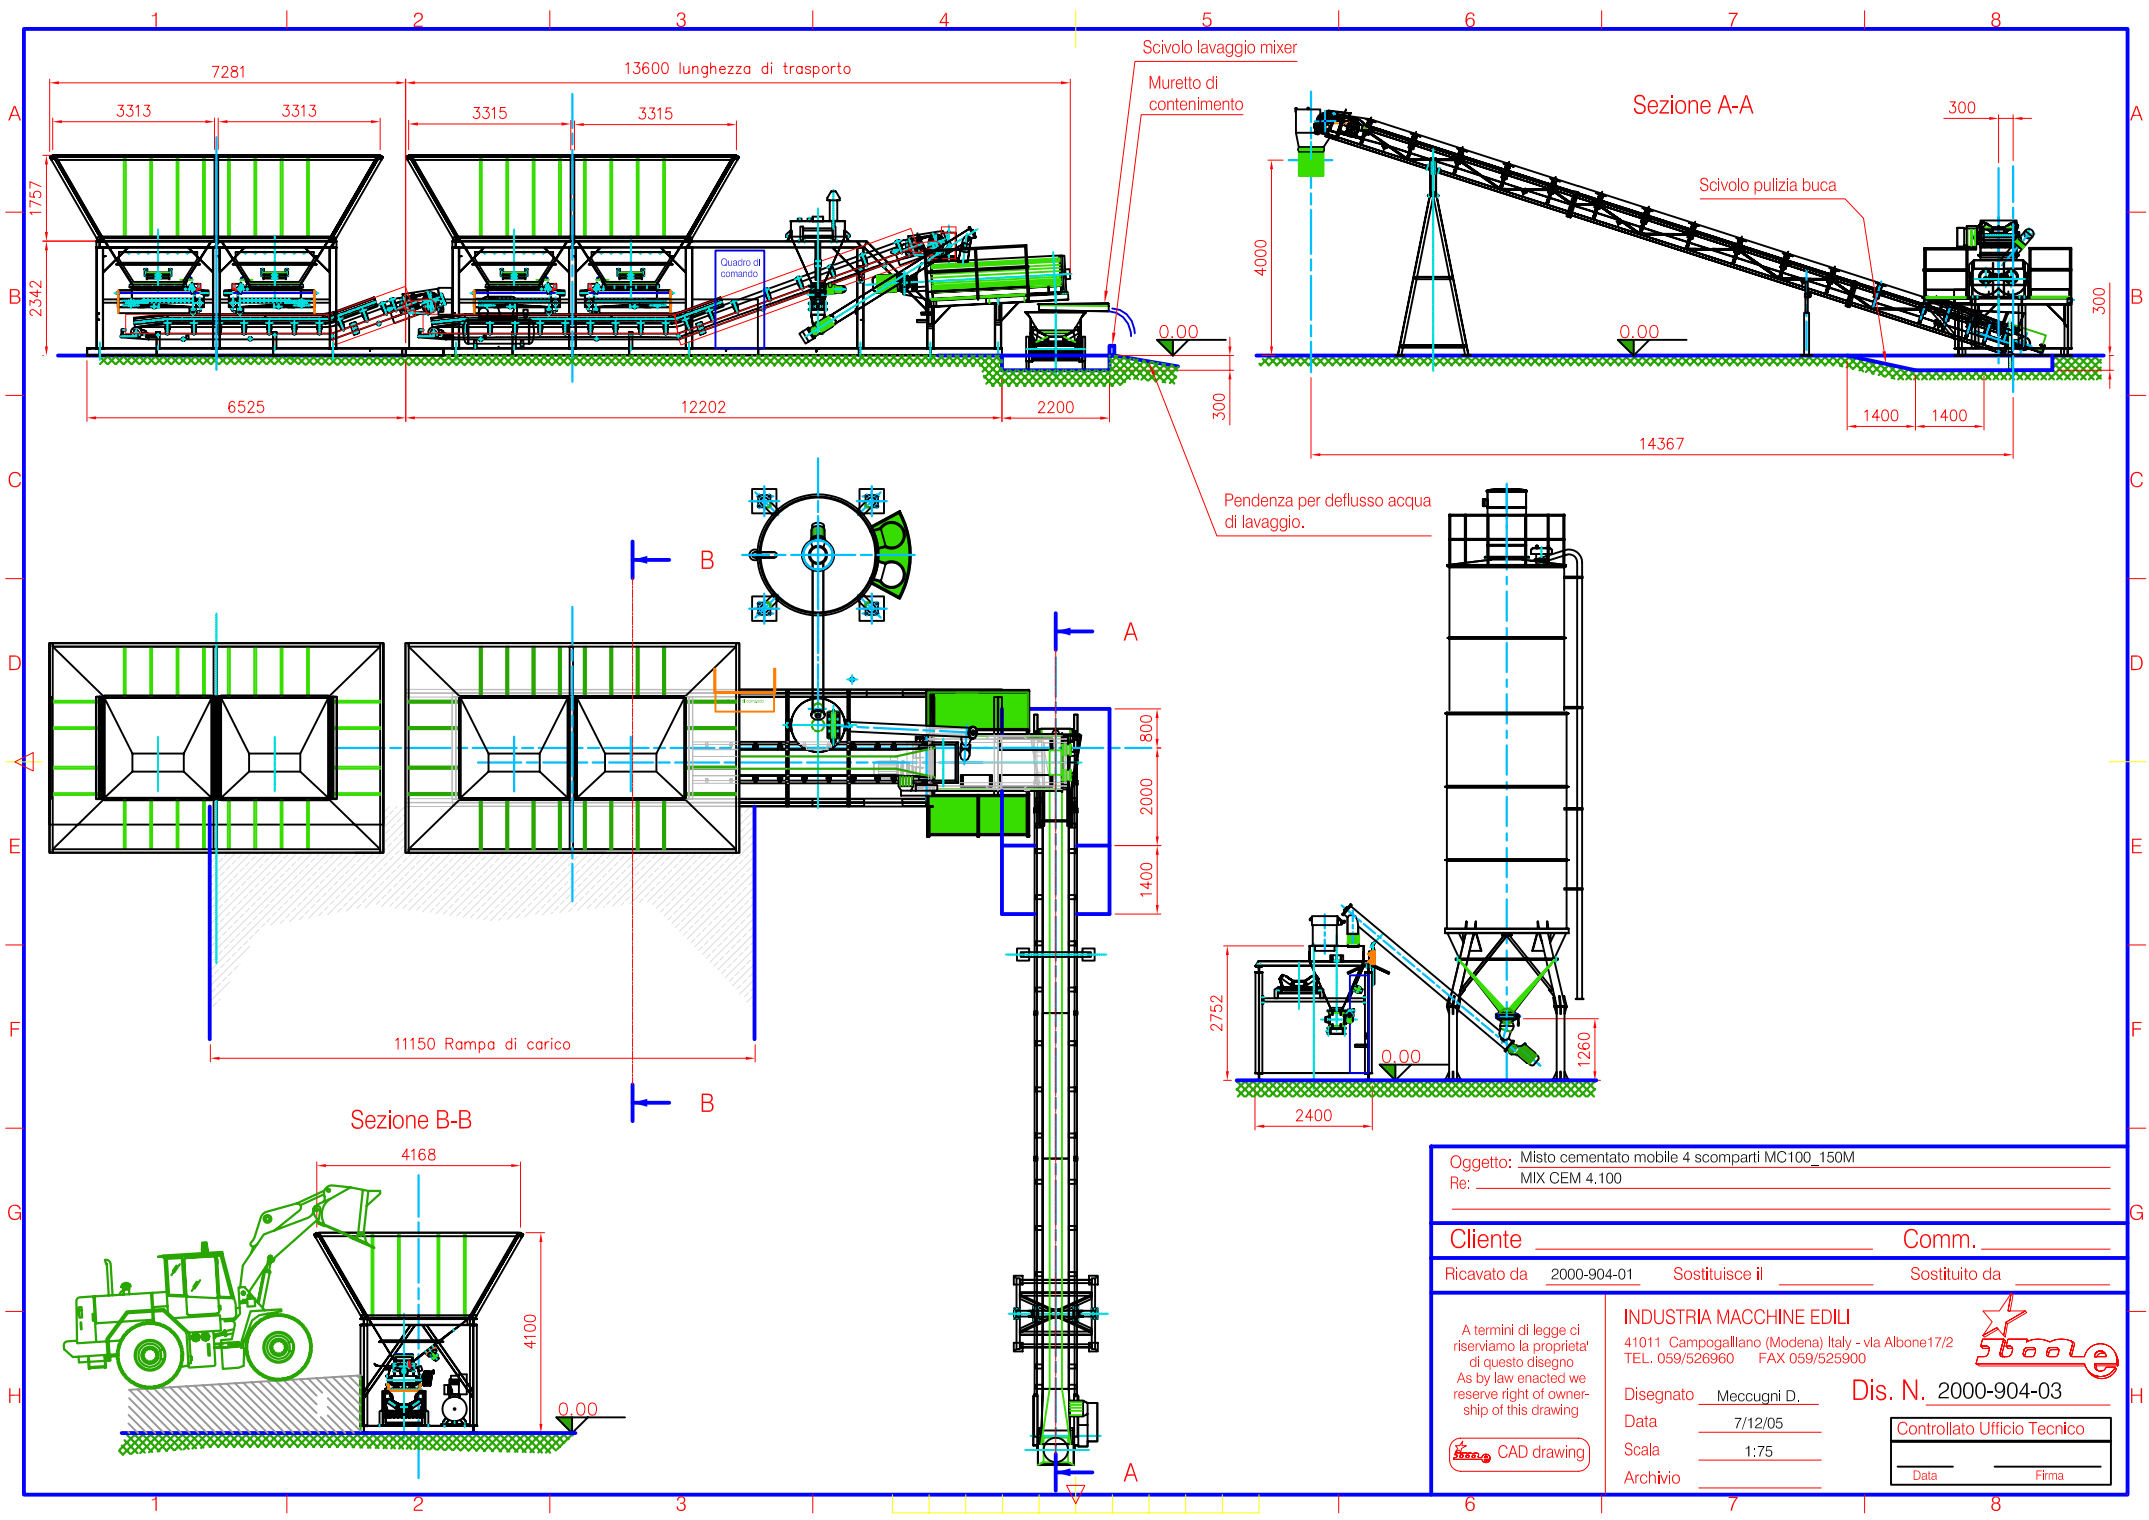 1 2 3 4 5 6 7 8
Scivolo lavaggio mixer
7281
13600 lunghezza di trasporto
Muretto di
contenimento
Sezione A-A
300
A
A
3313
3313
3315
3315
1757
Scivolo pulizia buca
4000
B
B
2342
Quadro di
comando
300
0,00
0,00
6525
12202
2200
300
1400
1400
14367
C
C
Pendenza per deflusso acqua
di lavaggio.
B
A
D
D
800
2000
E
E
1400
2752
F
F
11150 Rampa di carico
0,00
1260
B
2400
Sezione B-B
4168
G
G
4100
0,00
H
H
A
Oggetto: Misto cementato mobile 4 scomparti MC100_150M
Re: MIX CEM 4.100
Cliente
Comm.
Ricavato da 2000-904-01
Sostituisce il
Sostituito da
A termini di legge ci
riserviamo la proprieta'
di questo disegno
As by law enacted we
reserve right of owner-
ship of this drawing
ime CAD drawing
INDUSTRIA MACCHINE EDILI
41011 Campogalliano (Modena) Italy - via Albone17/2
TEL. 059/526960 FAX 059/525900
ime
Disegnato Meccugni D.
Dis. N. 2000-904-03
Data 7/12/05
Scala 1:75
Archivio
Controllato Ufficio Tecnico
Data
Firma
1 2 3 6 7 8